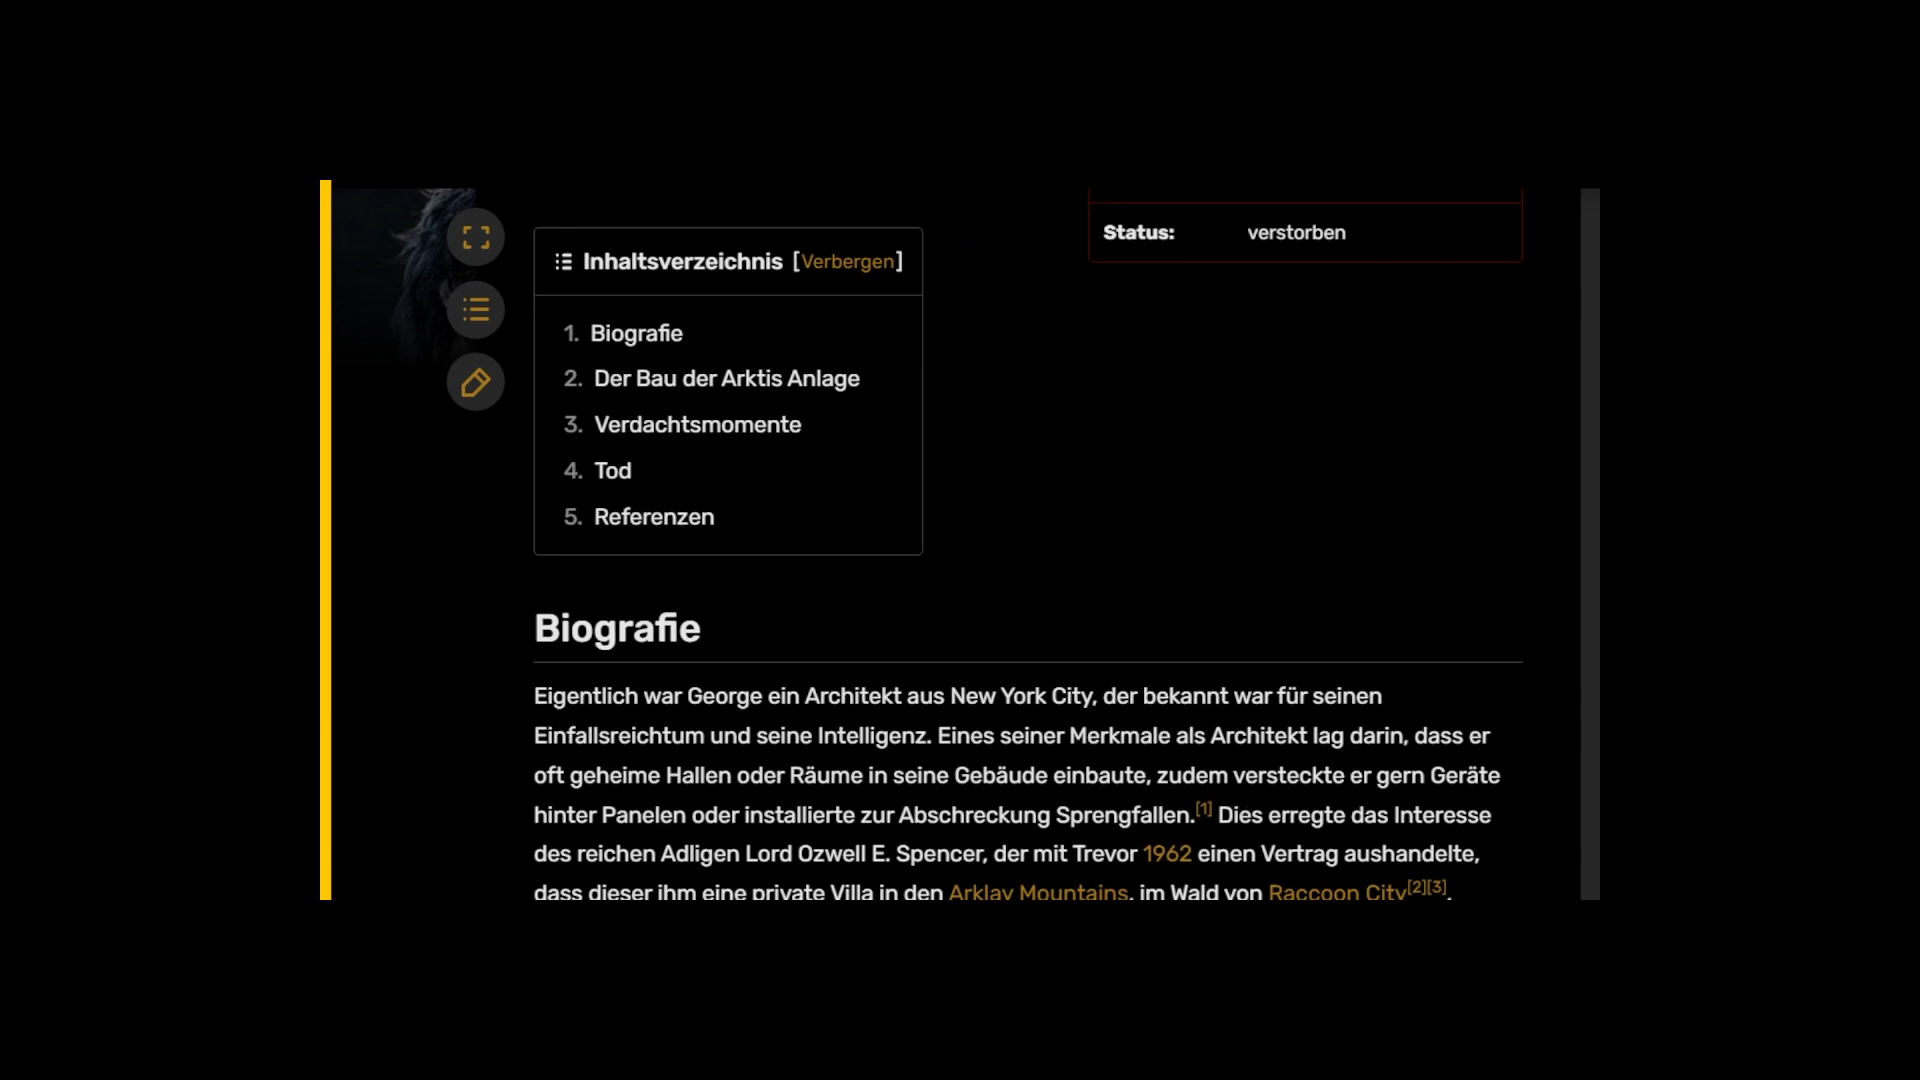 Status: verstorben
Inhaltsverzeichnis [Verbergen]
1. Biografie
2. Der Bau der Arktis Anlage
3. Verdachtsmomente
4. Tod
5. Referenzen
Biografie
Eigentlich war George ein Architekt aus New York City, der bekannt war für seinen
Einfallsreichtum und seine Intelligenz. Eines seiner Merkmale als Architekt lag darin, dass er
oft geheime Hallen oder Räume in seine Gebäude einbaute, zudem versteckte er gern Geräte
hinter Panelen oder installierte zur Abschreckung Sprengfallen.[1] Dies erregte das Interesse
des reichen Adligen Lord Ozwell E. Spencer, der mit Trevor 1962 einen Vertrag aushandelte,
dass dieser ihm eine private Villa in den Arklay Mountains, im Wald von Raccoon City[2][3].